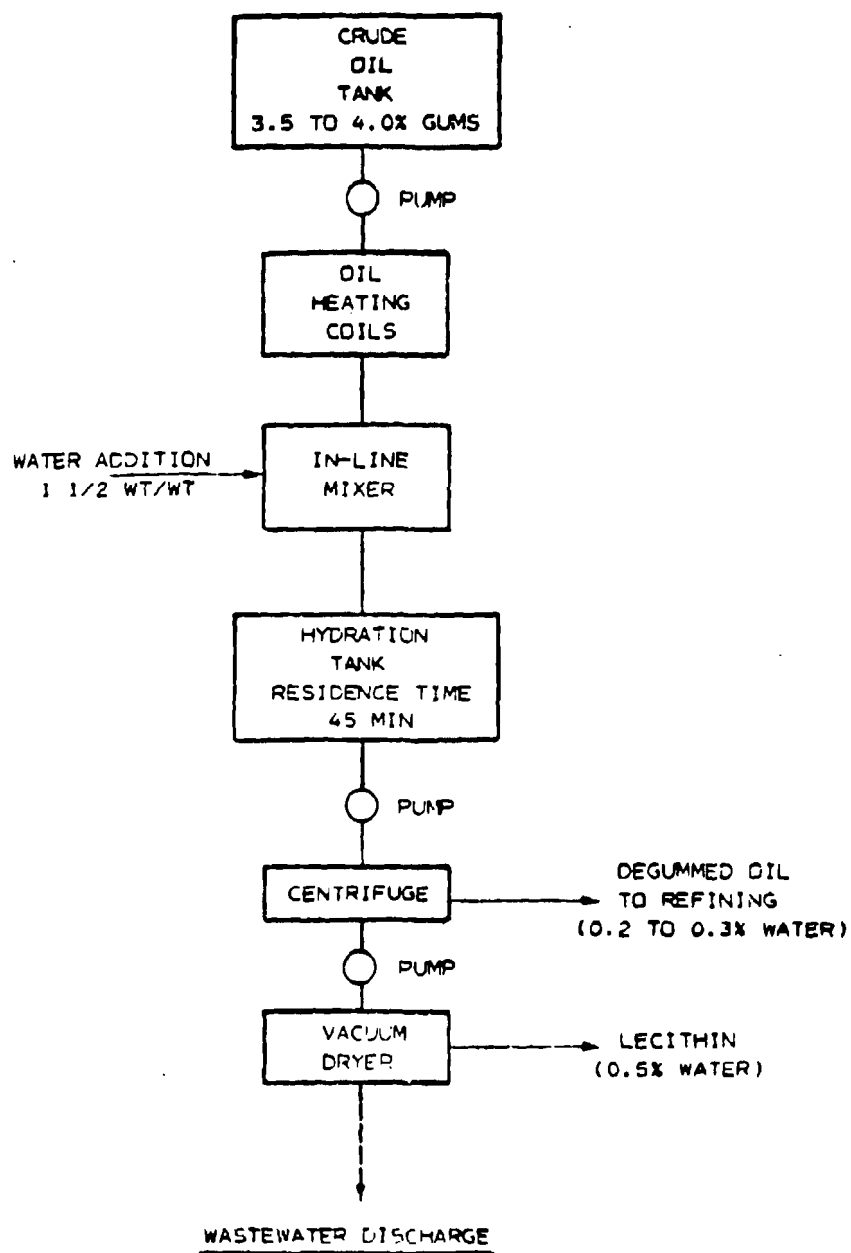 CRUDE
OIL
TANK
3.5 TO 4.0% GUMS
PUMP
OIL
HEATING
COILS
WATER ADDITION
1 1/2 WT/WT
IN-LINE
MIXER
HYDRATION
TANK
RESIDENCE TIME
45 MIN
PUMP
CENTRIFUGE
DEGUMMED OIL
TO REFINING
(0.2 TO 0.3% WATER)
PUMP
VACUUM
DRYER
LECITHIN
(0.5% WATER)
WASTEWATER DISCHARGE